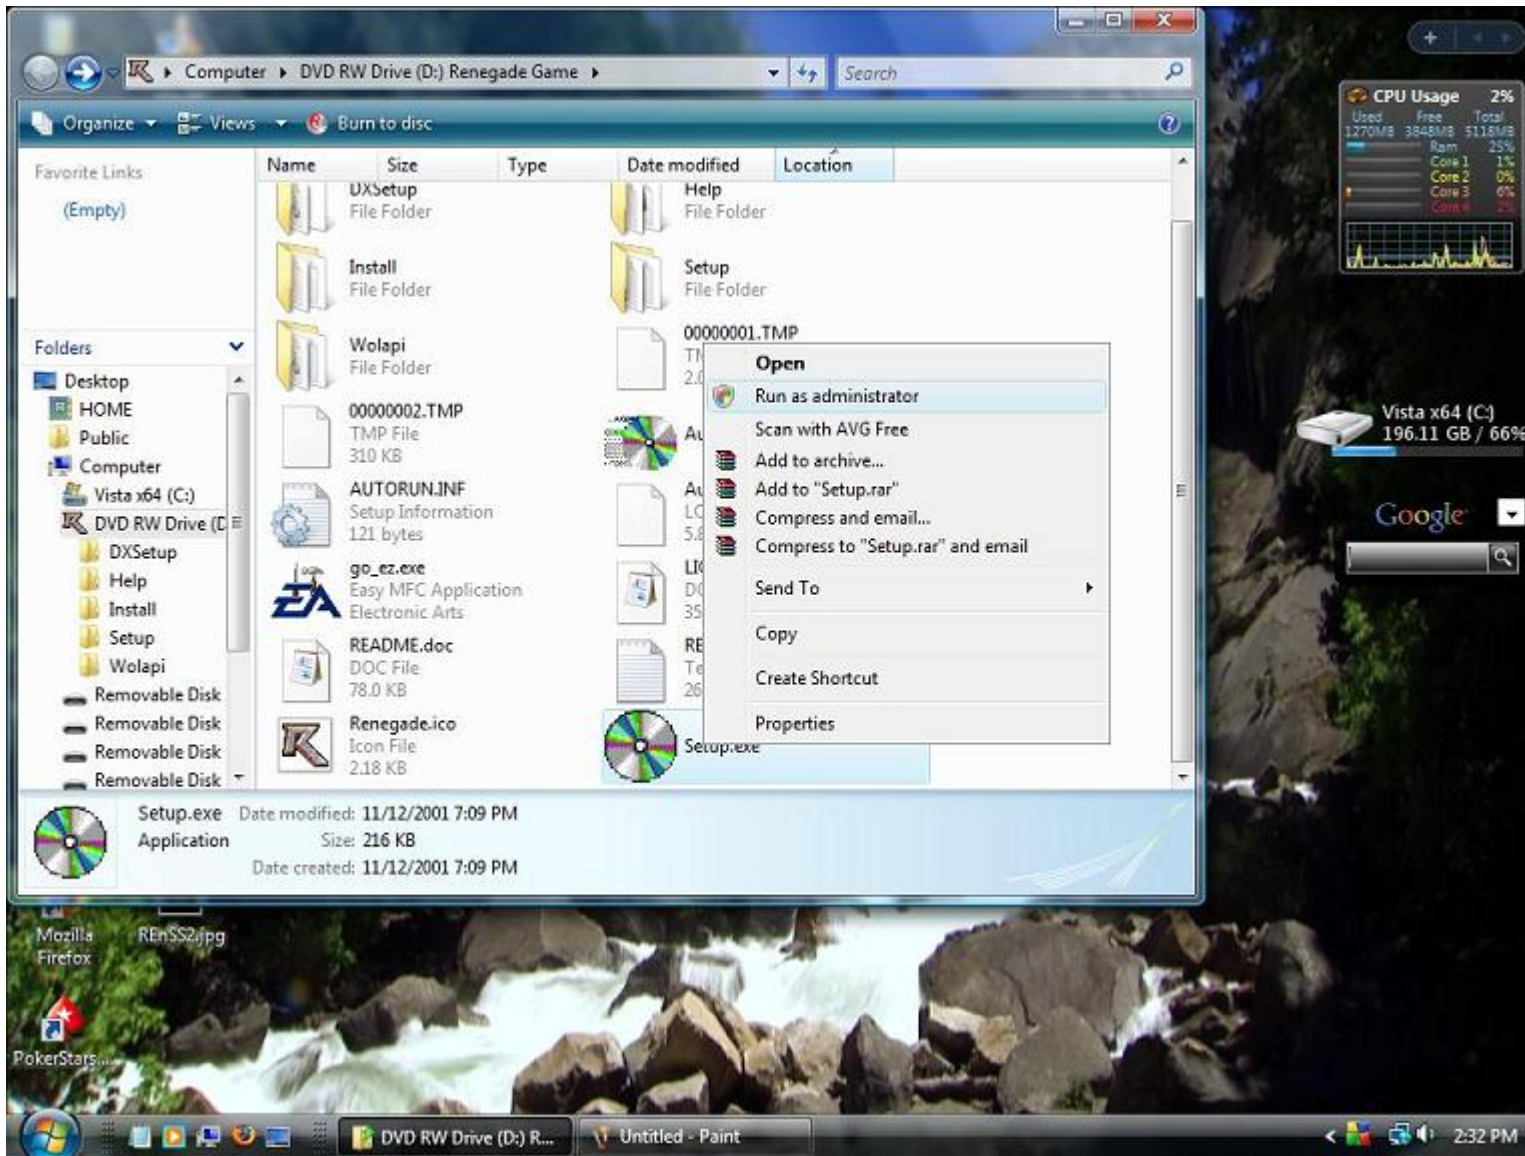 Computer DVD RW Drive (D:) Renegade Game
Search
Organize Views Burn to disc
Favorite Links
(Empty)
Folders
Desktop
HOME
Public
Computer
Vista x64 (C:)
DVD RW Drive (D
DXSetup
Help
Install
Setup
Wolapi
Removable Disk
Removable Disk
Removable Disk
Removable Disk
Name Size Type Date modified Location
DXSetup
File Folder
Help
File Folder
Install
File Folder
Setup
File Folder
Wolapi
File Folder
00000001.TMP
00000002.TMP
TMP File
310 KB
AUTORUN.INF
Setup Information
121 bytes
go_ez.exe
Easy MFC Application
Electronic Arts
README.doc
DOC File
78.0 KB
Renegade.ico
Icon File
2.18 KB
Setup.exe
Open
Run as administrator
Scan with AVG Free
Add to archive...
Add to "Setup.rar"
Compress and email...
Compress to "Setup.rar" and email
Send To
Copy
Create Shortcut
Properties
Setup.exe Date modified: 11/12/2001 7:09 PM
Application Size: 216 KB
Date created: 11/12/2001 7:09 PM
CPU Usage 2%
Used Free Total
1270MB 3848MB 5118MB
Ram 25%
Core 1 1%
Core 2 0%
Core 3 6%
Core 4 2%
Vista x64 (C:)
196.11 GB / 66%
Google
Mozilla
Firefox
REnSS2.jpg
PokerStars....
DVD RW Drive (D:) R...
Untitled - Paint
2:32 PM